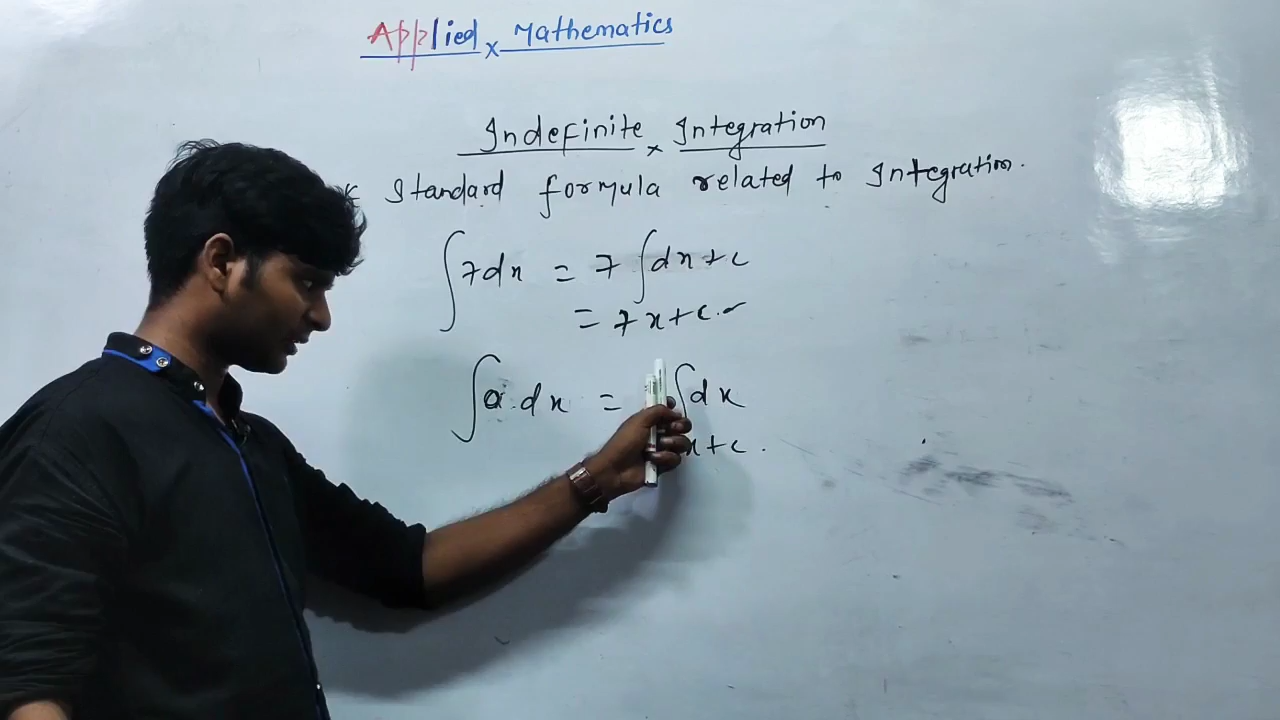 Applied x Mathematics
Indefinite x Integration
* Standard formula related to Integration.
∫7dx = 7∫dx+c
= 7x+c.
∫a.dx = ∫dx
x+c.